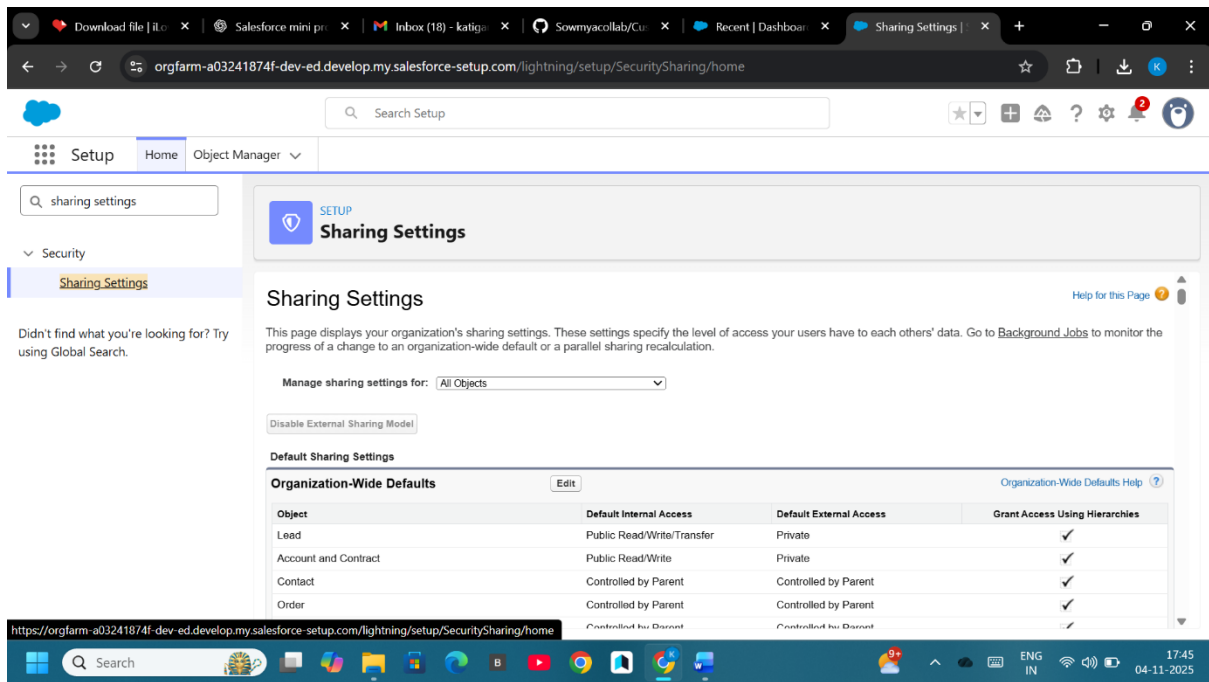 Download file | iLo
Salesforce mini pr
Inbox (18) - katiga
Sowmyacollab/Cus
Recent | Dashboar
Sharing Settings |
orgfarm-a03241874f-dev-ed.develop.my.salesforce-setup.com/lightning/setup/SecuritySharing/home
K
Search Setup
2
Setup
Home
Object Manager
sharing settings
Security
Sharing Settings
Didn't find what you're looking for? Try
using Global Search.
SETUP
Sharing Settings
Sharing Settings
Help for this Page
This page displays your organization's sharing settings. These settings specify the level of access your users have to each others' data. Go to Background Jobs to monitor the
progress of a change to an organization-wide default or a parallel sharing recalculation.
Manage sharing settings for: All Objects
Disable External Sharing Model
Default Sharing Settings
Organization-Wide Defaults Edit Organization-Wide Defaults Help ?
Object Default Internal Access Default External Access Grant Access Using Hierarchies
Lead Public Read/Write/Transfer Private
Account and Contract Public Read/Write Private
Contact Controlled by Parent Controlled by Parent
Order Controlled by Parent Controlled by Parent
Controlled by Parent Controlled by Parent
https://orgfarm-a03241874f-dev-ed.develop.my.salesforce-setup.com/lightning/setup/SecuritySharing/home
Search
B
9+
ENG
IN
17:45
04-11-2025